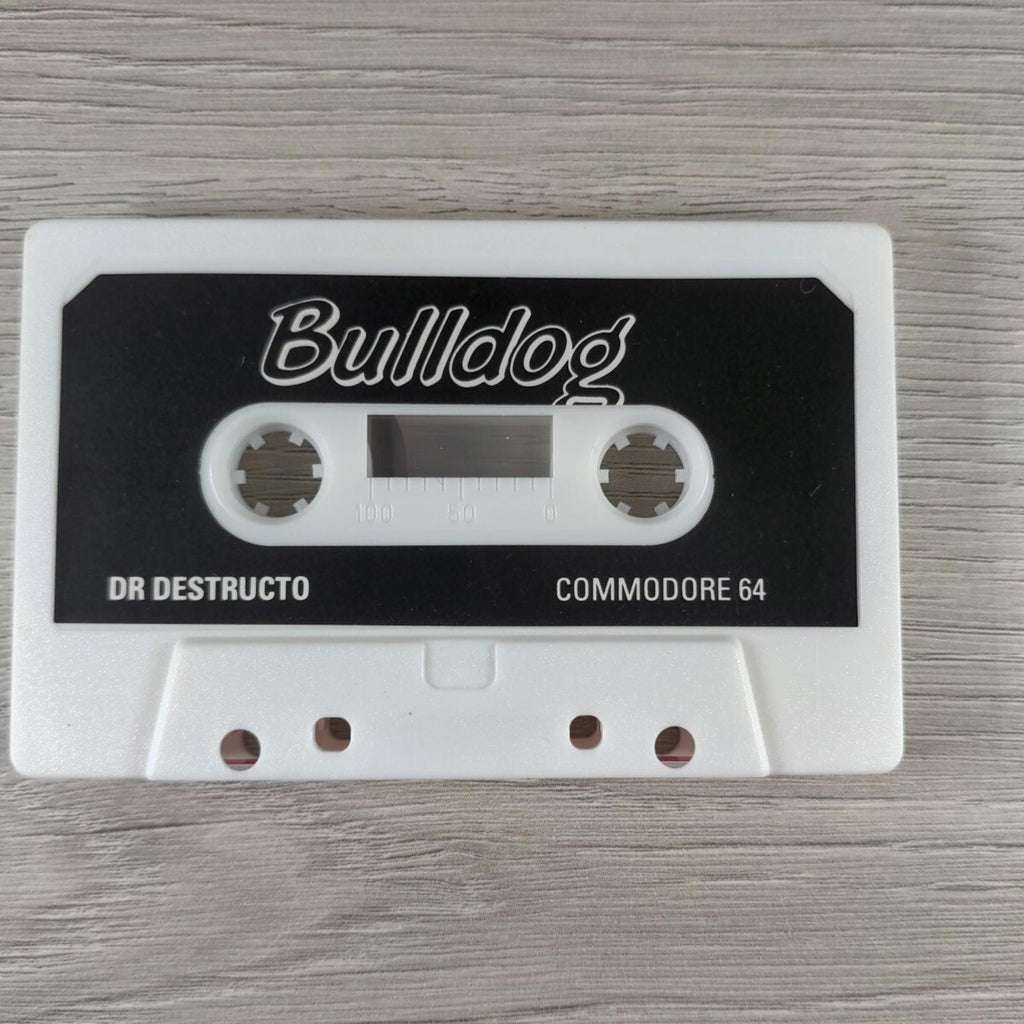 Bulldog
100 50 0
DR DESTRUCTO
COMMODORE 64